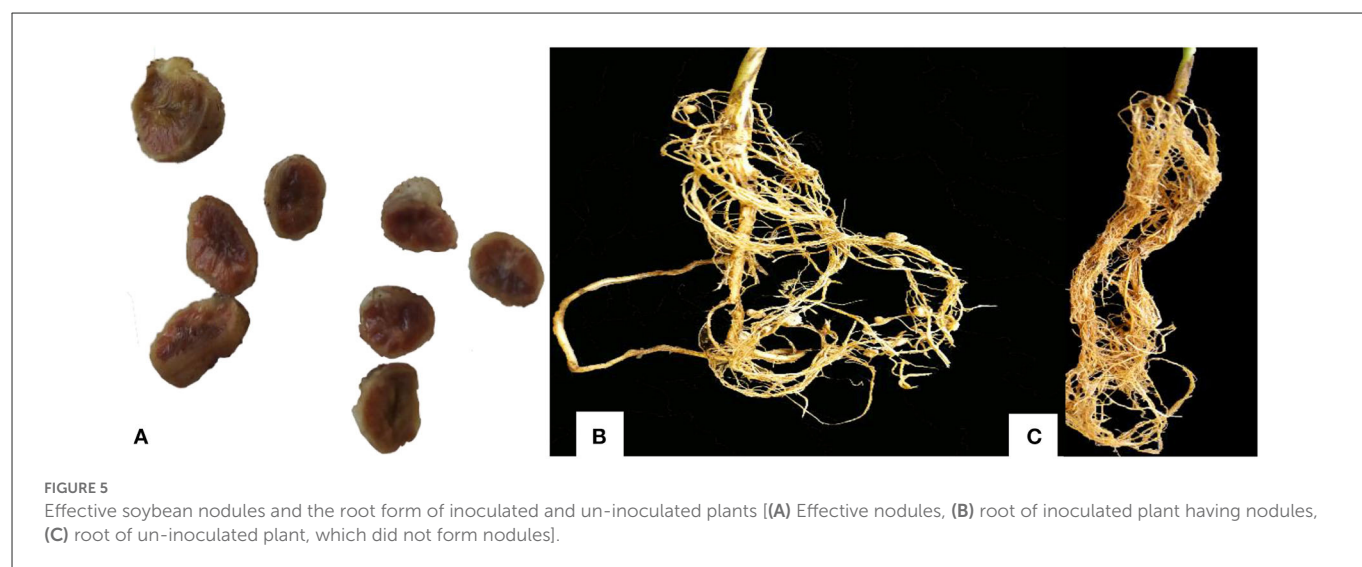 A
B
C
FIGURE 5
Effective soybean nodules and the root form of inoculated and un-inoculated plants [(A) Effective nodules, (B) root of inoculated plant having nodules,
(C) root of un-inoculated plant, which did not form nodules].